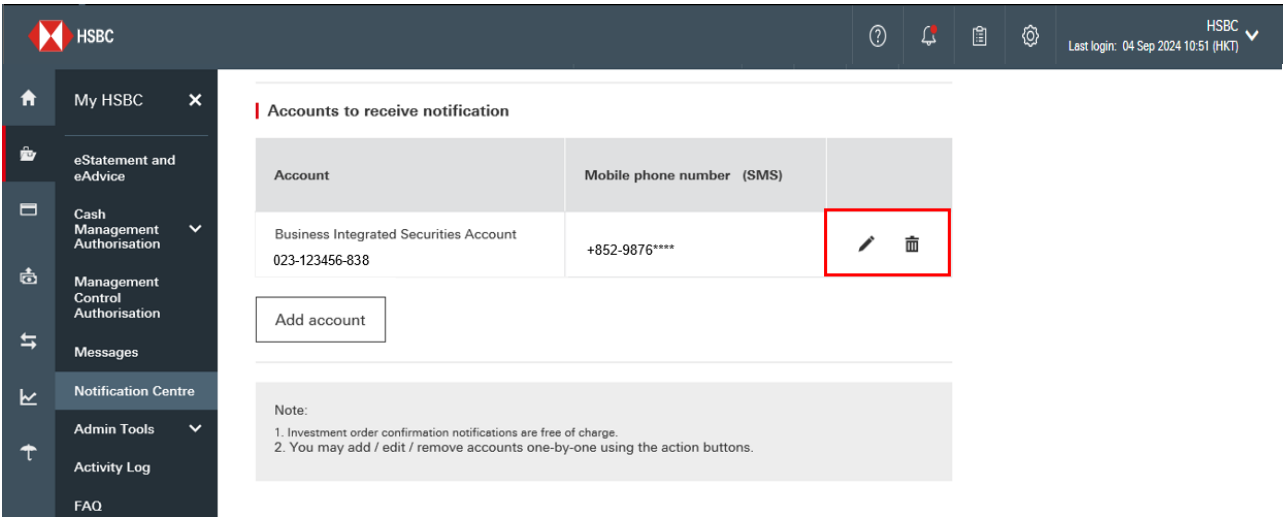 HSBC
HSBC
Last login: 04 Sep 2024 10:51 (HKT)
My HSBC
eStatement and
eAdvice
Cash
Management
Authorisation
Management
Control
Authorisation
Messages
Notification Centre
Admin Tools
Activity Log
FAQ
Accounts to receive notification
Account
Mobile phone number (SMS)
Business Integrated Securities Account
023-123456-838
+852-9876****
Add account
Note:
1. Investment order confirmation notifications are free of charge.
2. You may add / edit / remove accounts one-by-one using the action buttons.